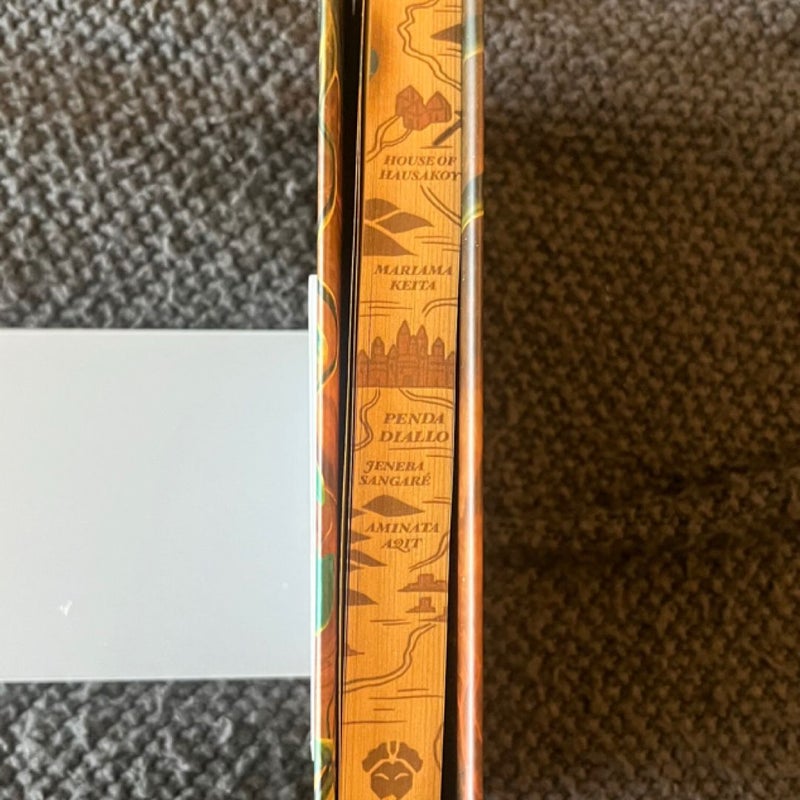 HOUSE OF
HAUSAKOY
MARIAMA
KEITA
PENDA
DIALLO
JENEBA
SANGARÉ
AMINATA
AQIT